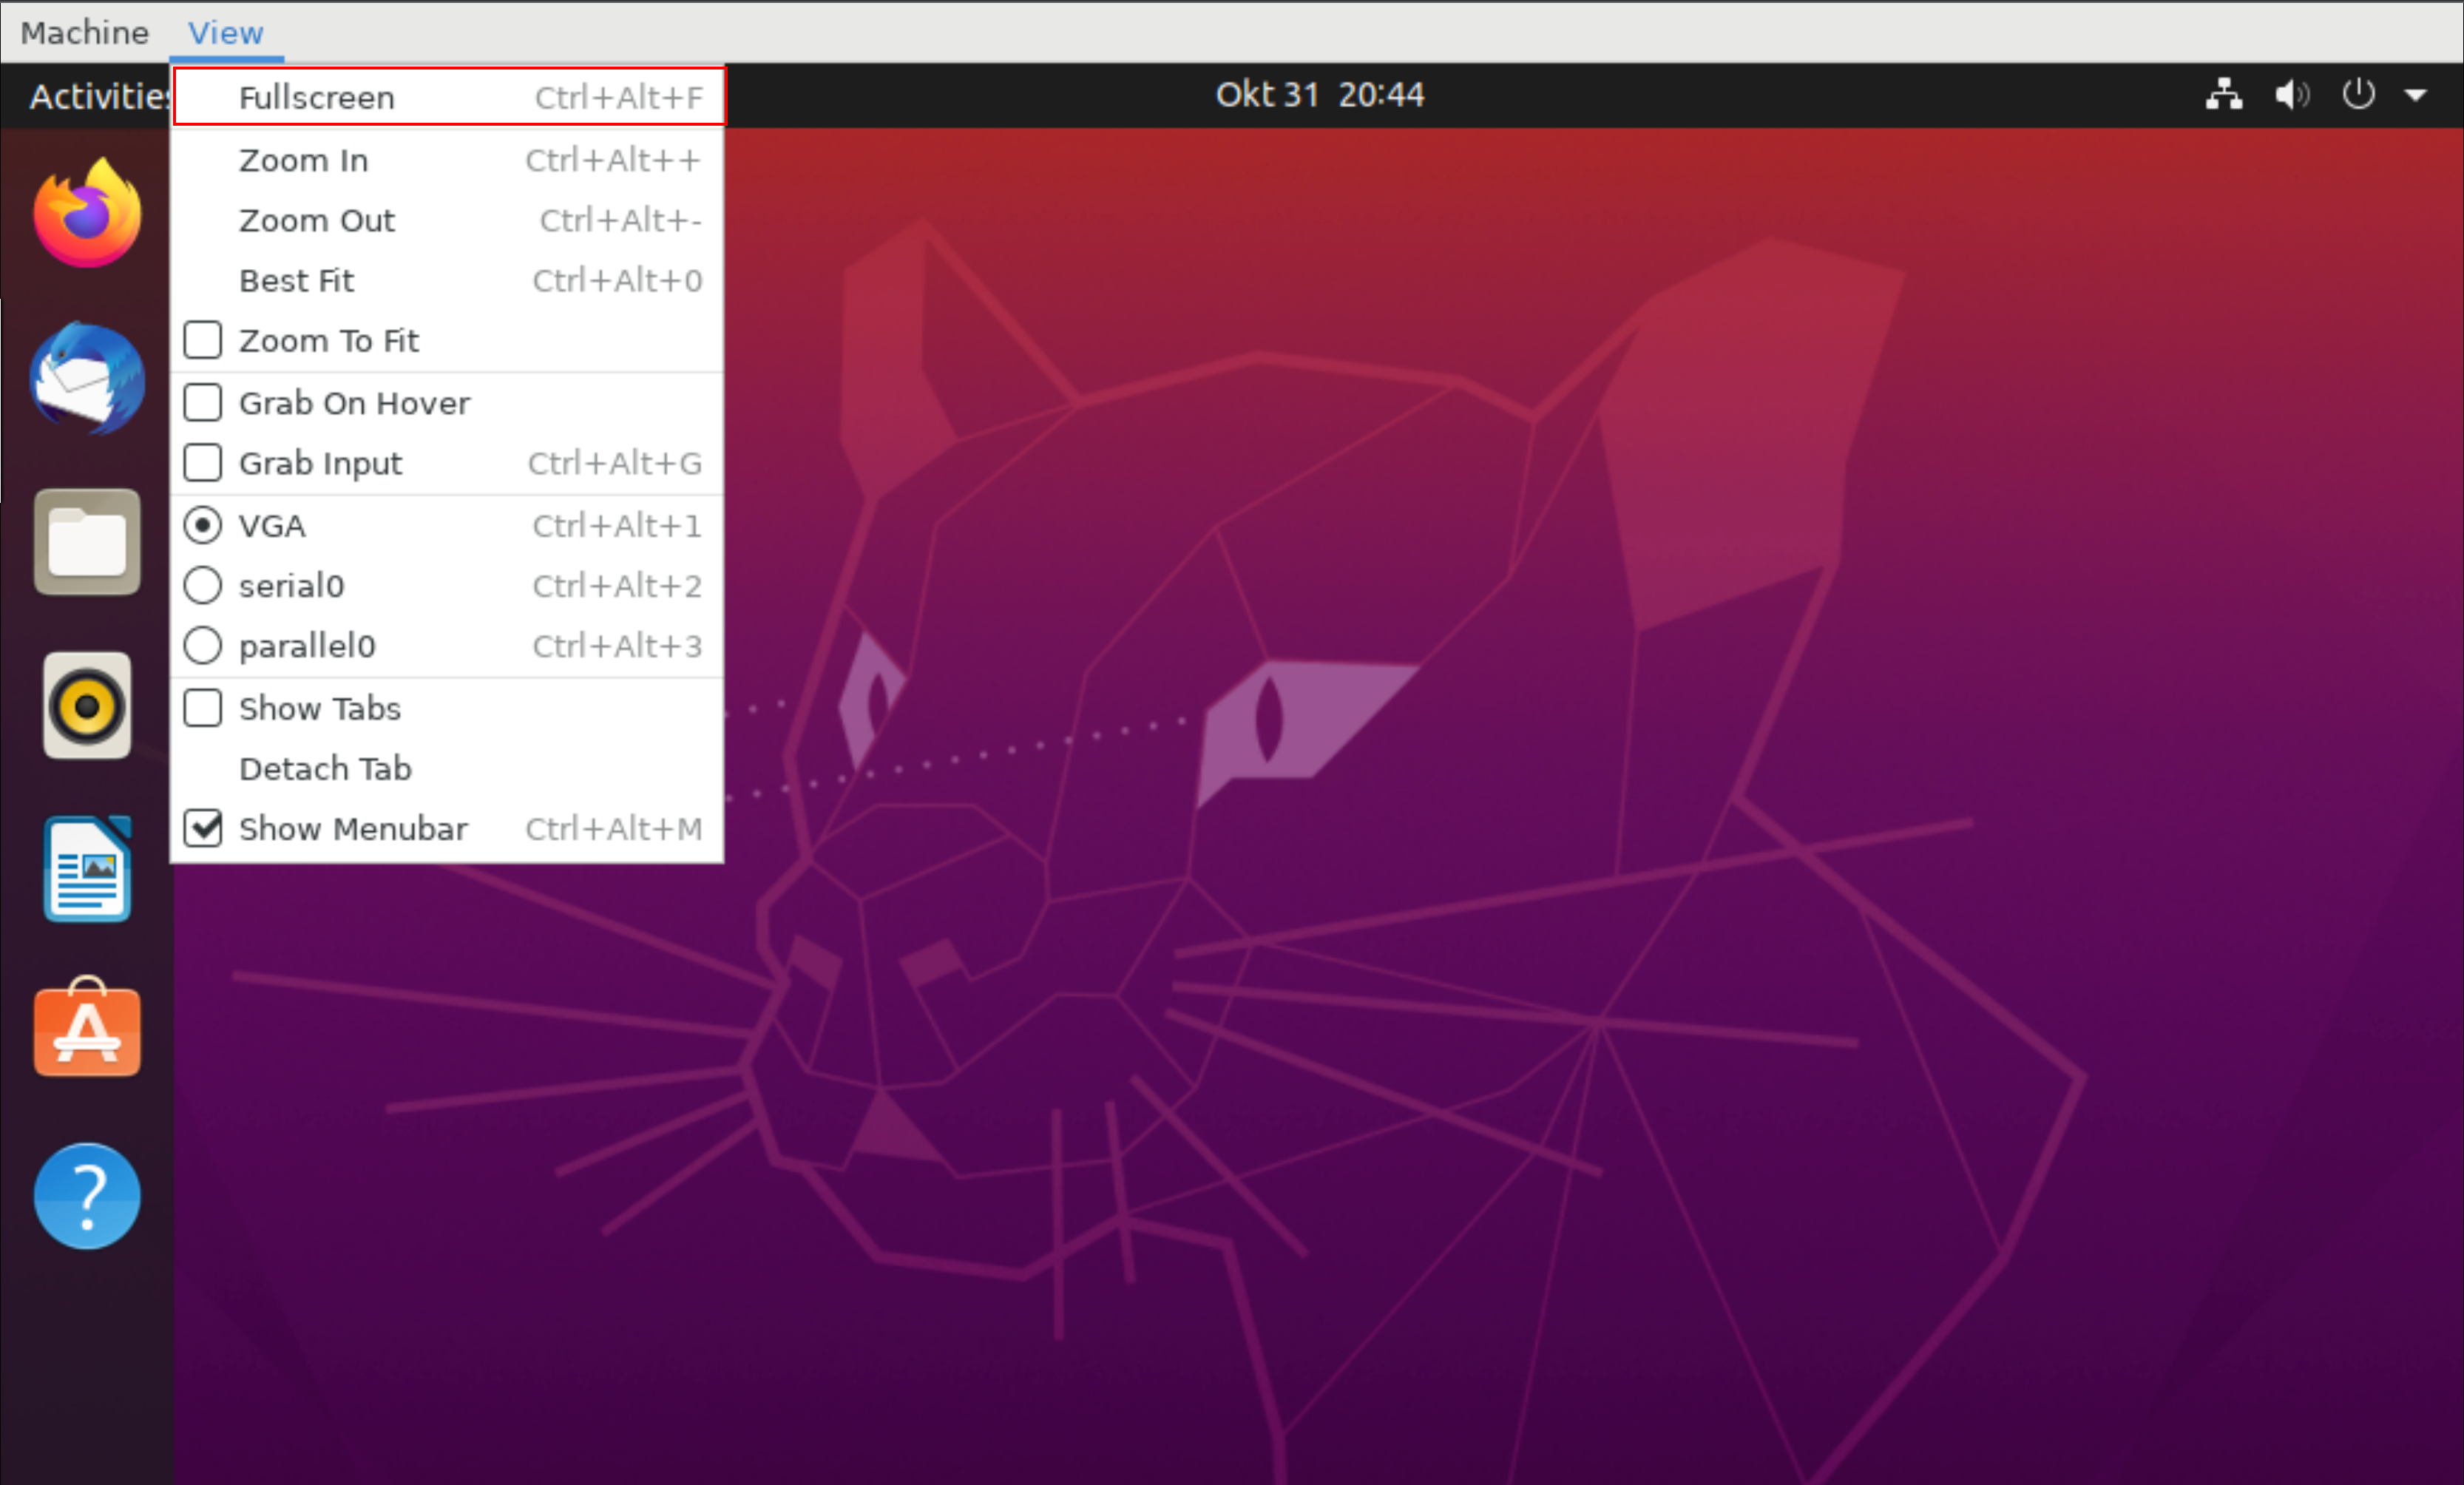 Machine View
Activities Okt 31 20:44
Fullscreen Ctrl+Alt+F
Zoom In Ctrl+Alt++
Zoom Out Ctrl+Alt+-
Best Fit Ctrl+Alt+0
Zoom To Fit
Grab On Hover
Grab Input Ctrl+Alt+G
VGA Ctrl+Alt+1
serial0 Ctrl+Alt+2
parallel0 Ctrl+Alt+3
Show Tabs
Detach Tab
Show Menubar Ctrl+Alt+M
?